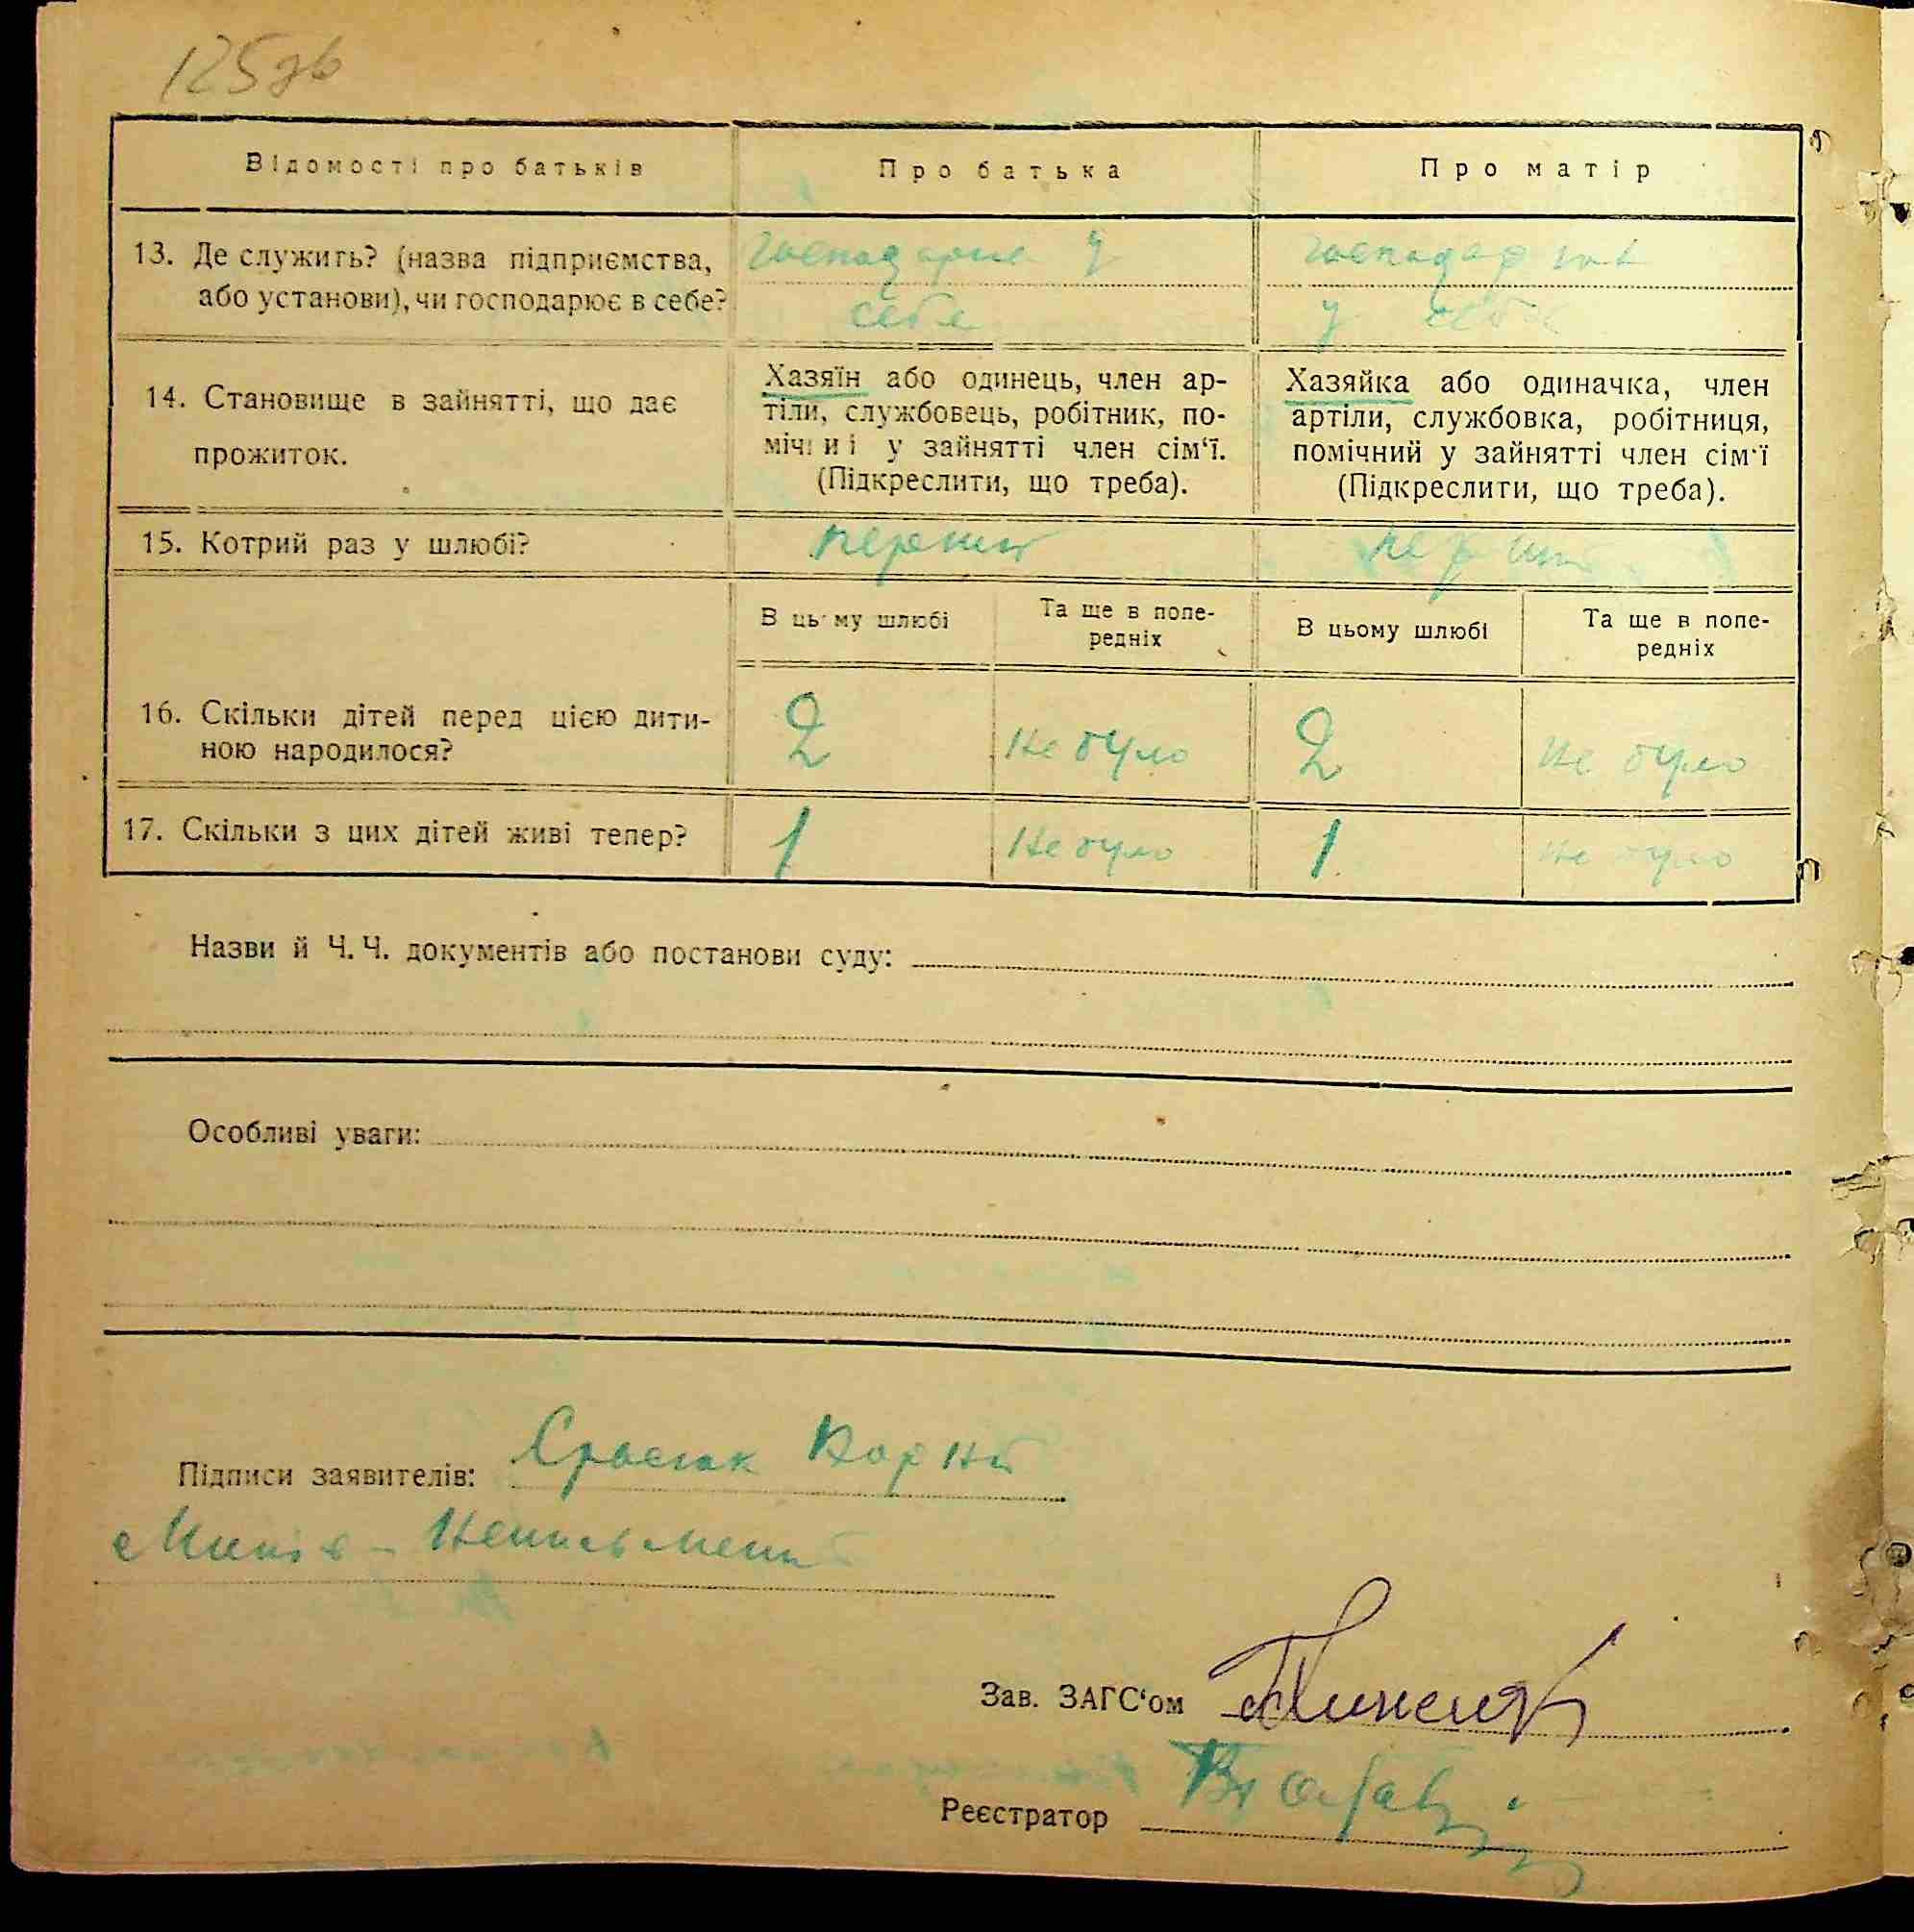 125зв
Відомості про батьків
Про батька
Про матір
13. Де служить? (назва підприємства,
або установи), чи господарює в себе?
господарює у
себе
у себе
14. Становище в зайнятті, що дає
прожиток.
Хазяїн або одинець, член ар-
тіли, службовець, робітник, по-
міч и і у зайнятті член сім‘ї.
(Підкреслити, що треба).
Хазяйка або одиначка, член
артіли, службовка, робітниця,
помічний у зайнятті член сім‘ї
(Підкреслити, що треба).
15. Котрий раз у шлюбі?
перший
перший
В цьму шлюбі
Та ще в попе-
редніх
В цьому шлюбі
Та ще в попе-
редніх
16. Скільки дітей перед цією дити-
ною народилося?
2
не було
2
не було
17. Скільки з цих дітей живі тепер?
1
не було
1
не було
Назви й Ч. Ч. документів або постанови суду:
Особливі уваги:
Підписи заявителів:
Зав. ЗАГС‘ом
Реєстратор